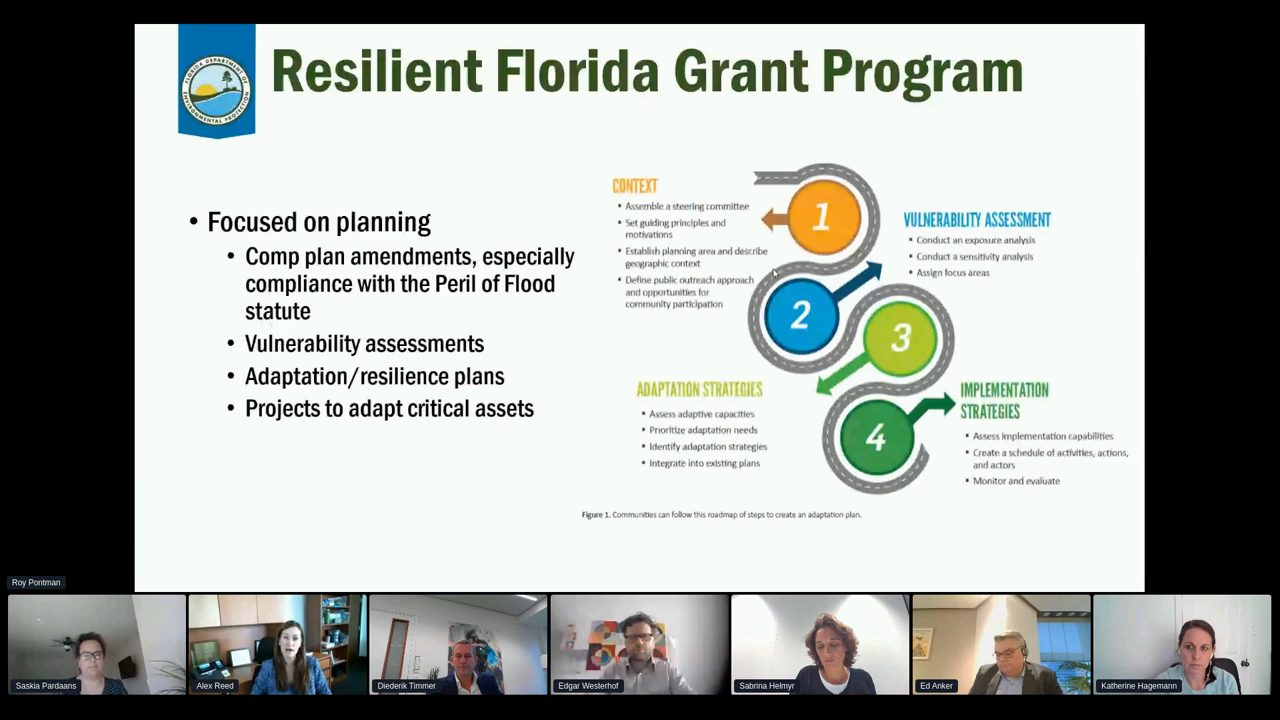 Resilient Florida Grant Program
FLORIDA DEPARTMENT OF
ENVIRONMENTAL PROTECTION
• Focused on planning
• Comp plan amendments, especially
compliance with the Peril of Flood
statute
• Vulnerability assessments
• Adaptation/resilience plans
• Projects to adapt critical assets
CONTEXT
▪ Assemble a steering committee
▪ Set guiding principles and
motivations
▪ Establish planning area and describe
geographic context
▪ Define public outreach approach
and opportunities for
community participation
1
VULNERABILITY ASSESSMENT
▪ Conduct an exposure analysis
▪ Conduct a sensitivity analysis
▪ Assign focus areas
2
3
ADAPTATION STRATEGIES
▪ Assess adaptive capacities
▪ Prioritize adaptation needs
▪ Identify adaptation strategies
▪ Integrate into existing plans
4
IMPLEMENTATION
STRATEGIES
▪ Assess implementation capabilities
▪ Create a schedule of activities, actions,
and actors
▪ Monitor and evaluate
Figure 1. Communities can follow this roadmap of steps to create an adaptation plan.
Roy Pontman
Saskia Pardaans
Alex Reed
Diederik Timmer
Edgar Westerhof
Sabrina Helmyr
Ed Anker
Katherine Hagemann